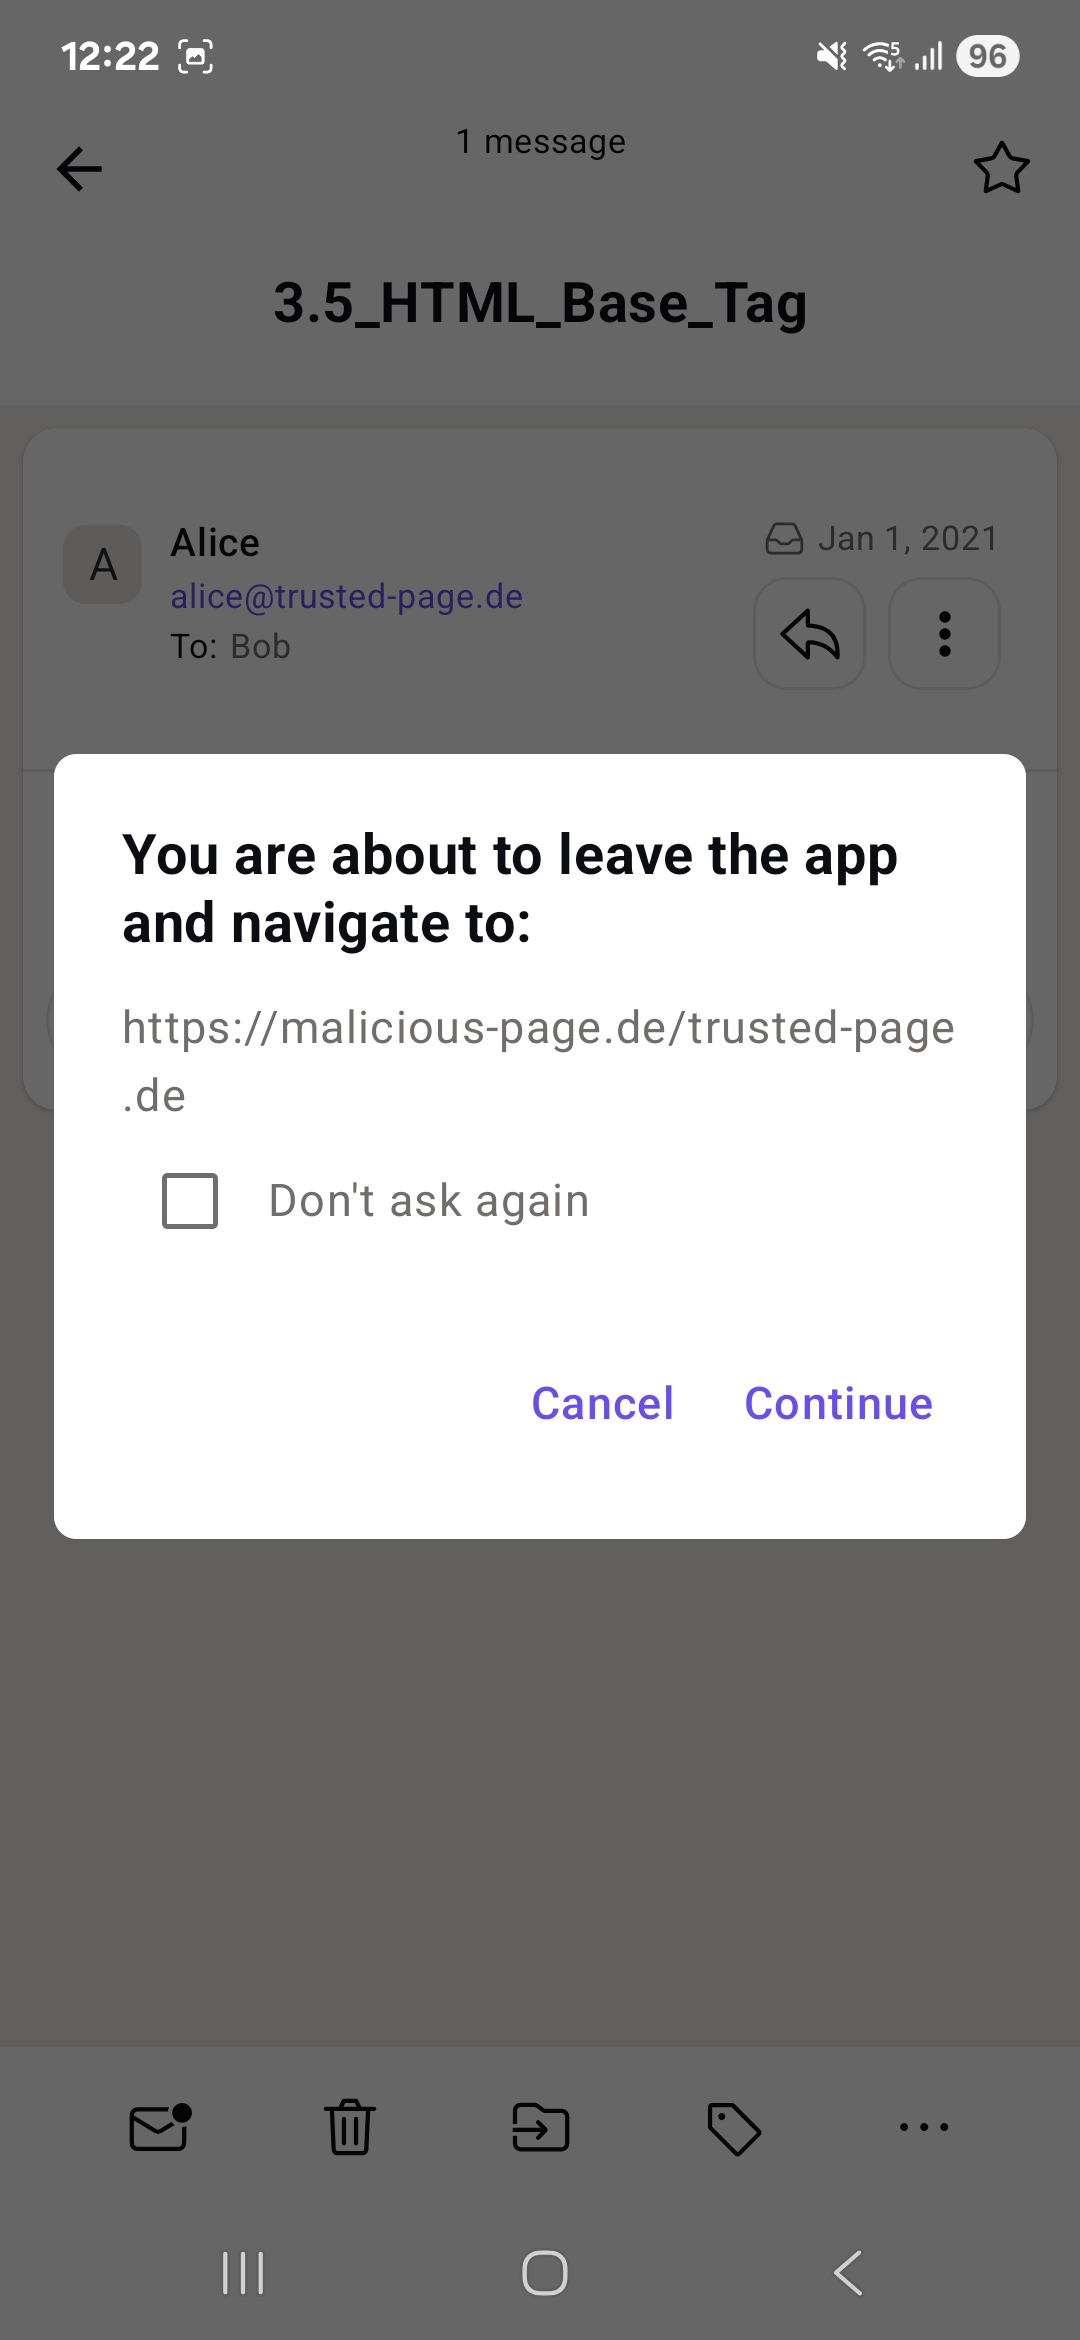 12:22
5
96
1 message
3.5_HTML_Base_Tag
A
Alice
Jan 1, 2021
alice@trusted-page.de
To: Bob
You are about to leave the app
and navigate to:
https://malicious-page.de/trusted-page
.de
Don't ask again
Cancel
Continue